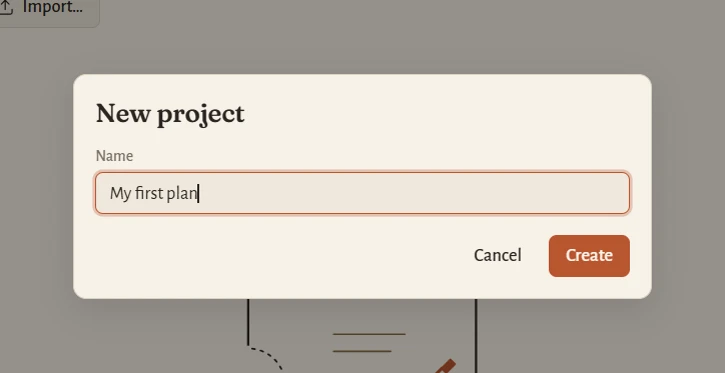 Import...
New project
Name
My first plan
Cancel
Create